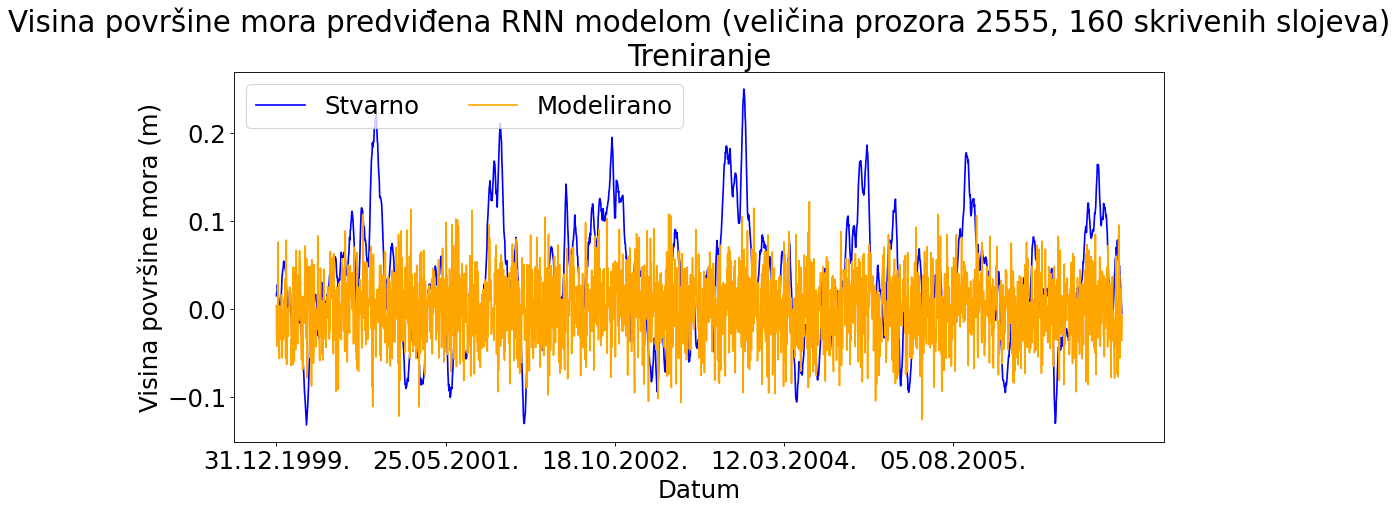 Visina površine mora predviđena RNN modelom (veličina prozora 2555, 160 skrivenih slojeva)
Treniranje
Stvarno Modelirano
Visina površine mora (m)
0.2
0.1
0.0
−0.1
31.12.1999. 25.05.2001. 18.10.2002. 12.03.2004. 05.08.2005.
Datum